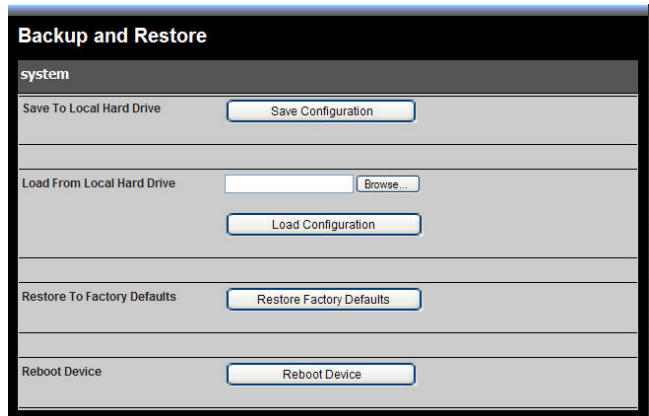 Backup and Restore
system
Save To Local Hard Drive Save Configuration
Load From Local Hard Drive Browse...
Load Configuration
Restore To Factory Defaults Restore Factory Defaults
Reboot Device Reboot Device